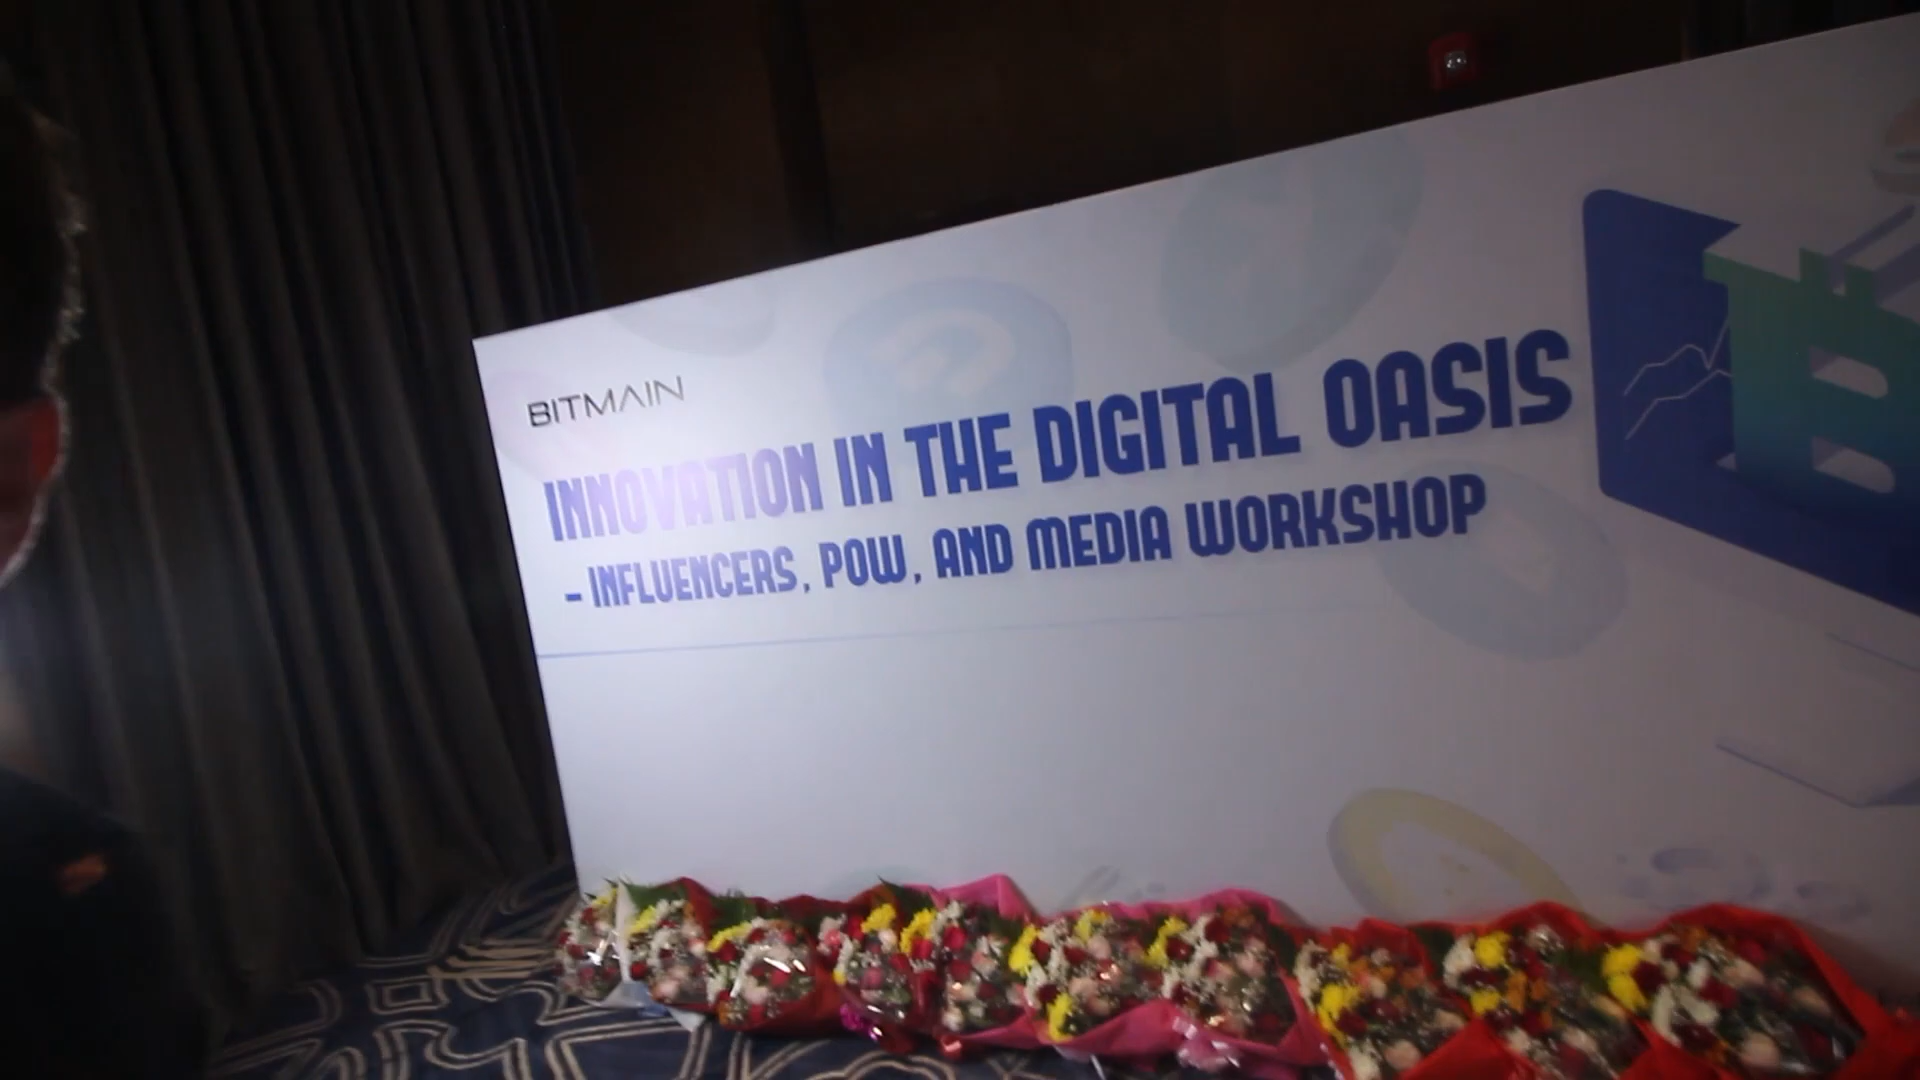 BITMAIN
INNOVATION IN THE DIGITAL OASIS
- INFLUENCERS, POW, AND MEDIA WORKSHOP